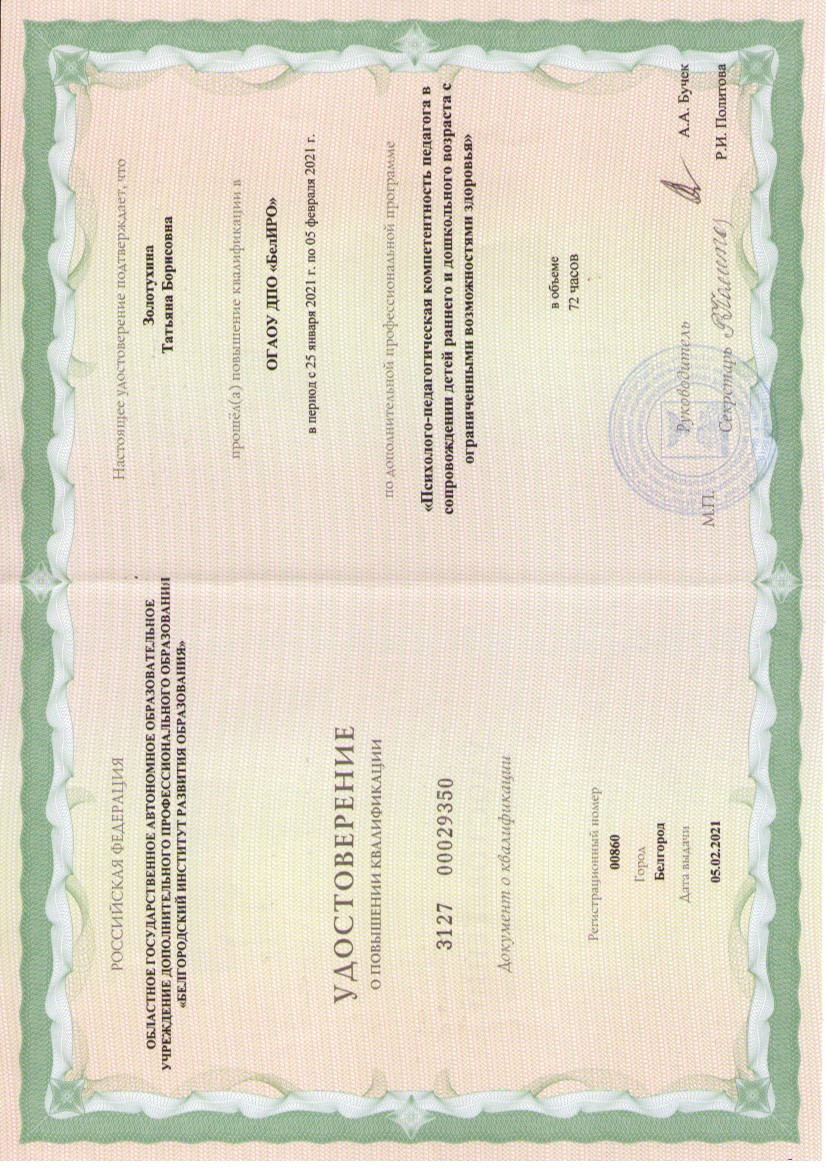 РОССИЙСКАЯ ФЕДЕРАЦИЯ
ОБЛАСТНОЕ ГОСУДАРСТВЕННОЕ АВТОНОМНОЕ ОБРАЗОВАТЕЛЬНОЕ
УЧРЕЖДЕНИЕ ДОПОЛНИТЕЛЬНОГО ПРОФЕССИОНАЛЬНОГО ОБРАЗОВАНИЯ
«БЕЛГОРОДСКИЙ ИНСТИТУТ РАЗВИТИЯ ОБРАЗОВАНИЯ»
УДОСТОВЕРЕНИЕ
О ПОВЫШЕНИИ КВАЛИФИКАЦИИ
3127 00029350
Документ о квалификации
Регистрационный номер
00860
Город
Белгород
Дата выдачи
05.02.2021
Настоящее удостоверение подтверждает, что
Золотухина
Татьяна Борисовна
прошёл(а) повышение квалификации в
ОГАОУ ДПО «БелИРО»
в период с 25 января 2021 г. по 05 февраля 2021 г.
по дополнительной профессиональной программе
«Психолого-педагогическая компетентность педагога в
сопровождении детей раннего и дошкольного возраста с
ограниченными возможностями здоровья»
в объеме
72 часов
Руководитель А.А. Бучек
М.П.
Секретарь Р.И. Политова